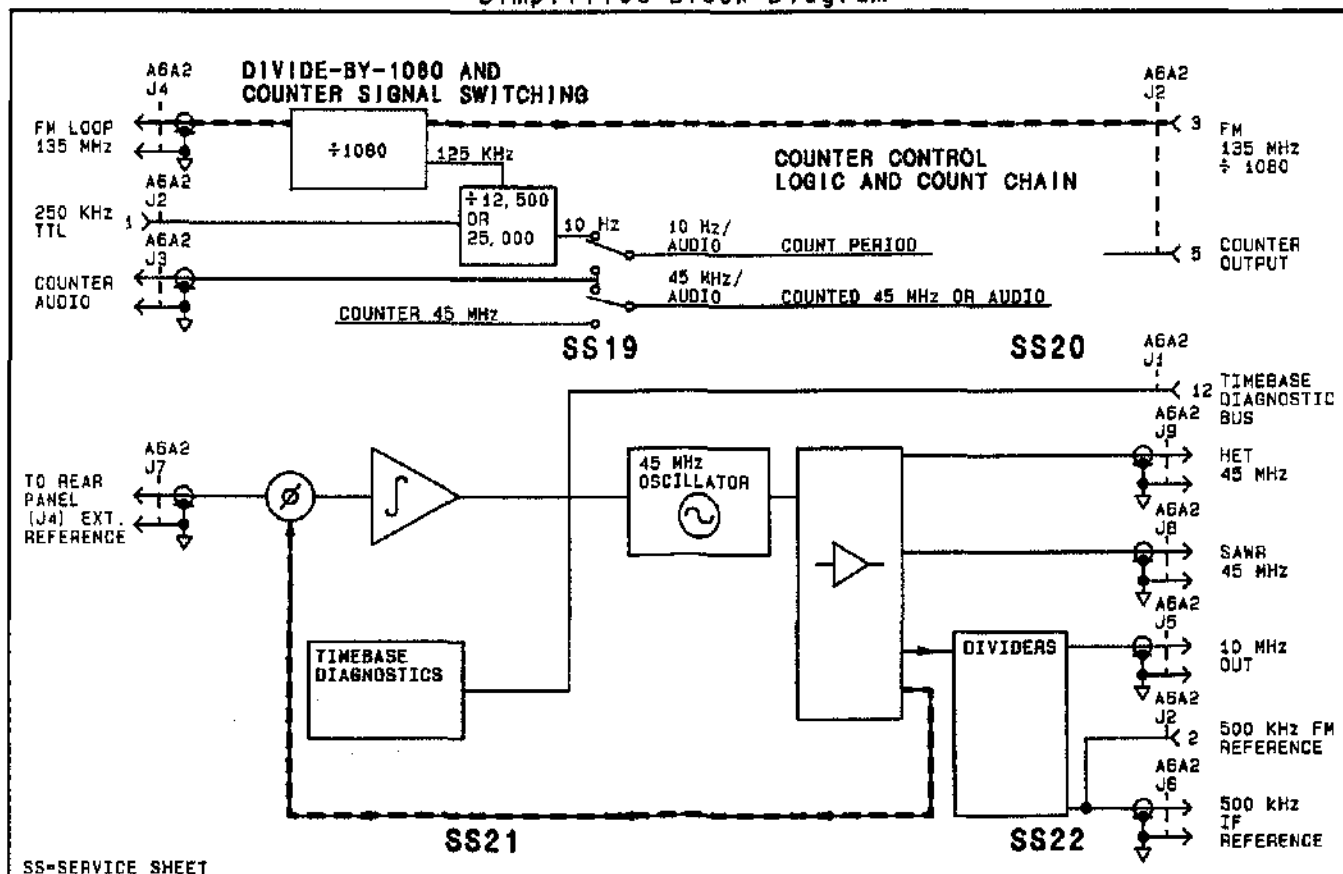 Simplified Block Diagram
A6A2
J4
DIVIDE-BY-1080 AND
COUNTER SIGNAL SWITCHING
A6A2
J2
FM LOOP
135 MHz
÷1080
125 KHz
3
FM
135 MHz
÷ 1080
COUNTER CONTROL
LOGIC AND COUNT CHAIN
A6A2
J2
250 KHz
TTL
1
÷12,500
OR
25,000
10 Hz
10 Hz/
AUDIO
COUNT PERIOD
5
COUNTER
OUTPUT
A6A2
J3
COUNTER
AUDIO
45 MHz/
AUDIO
COUNTED 45 MHz OR AUDIO
COUNTER 45 MHz
SS19
SS20
A6A2
J1
12
TIMEBASE
DIAGNOSTIC
BUS
A6A2
J9
HET
45 MHz
A6A2
J7
TO REAR
PANEL
(J4) EXT.
REFERENCE
∅
∫
45 MHz
OSCILLATOR
A6A2
J8
SAWR
45 MHz
TIMEBASE
DIAGNOSTICS
DIVIDERS
A6A2
J5
10 MHz
OUT
A6A2
J2
2
500 KHz FM
REFERENCE
A6A2
J6
500 kHz
IF
REFERENCE
SS21
SS22
SS=SERVICE SHEET